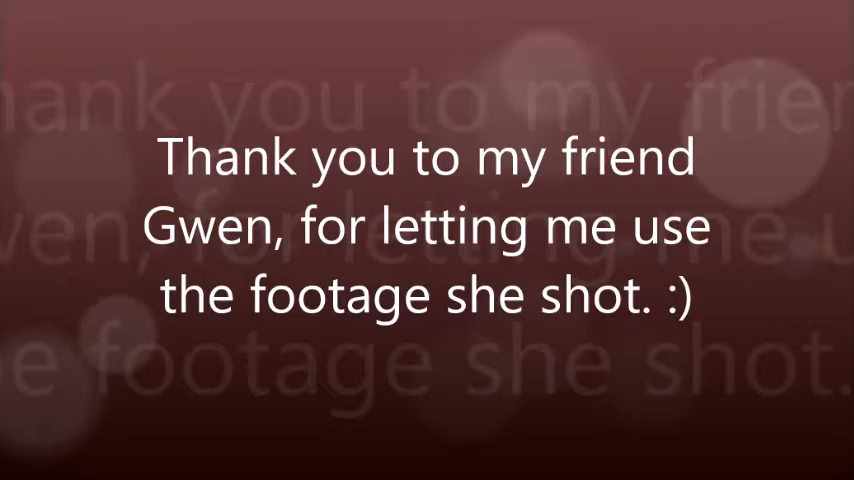 Thank you to my friend
Gwen, for letting me use
the footage she shot. :)